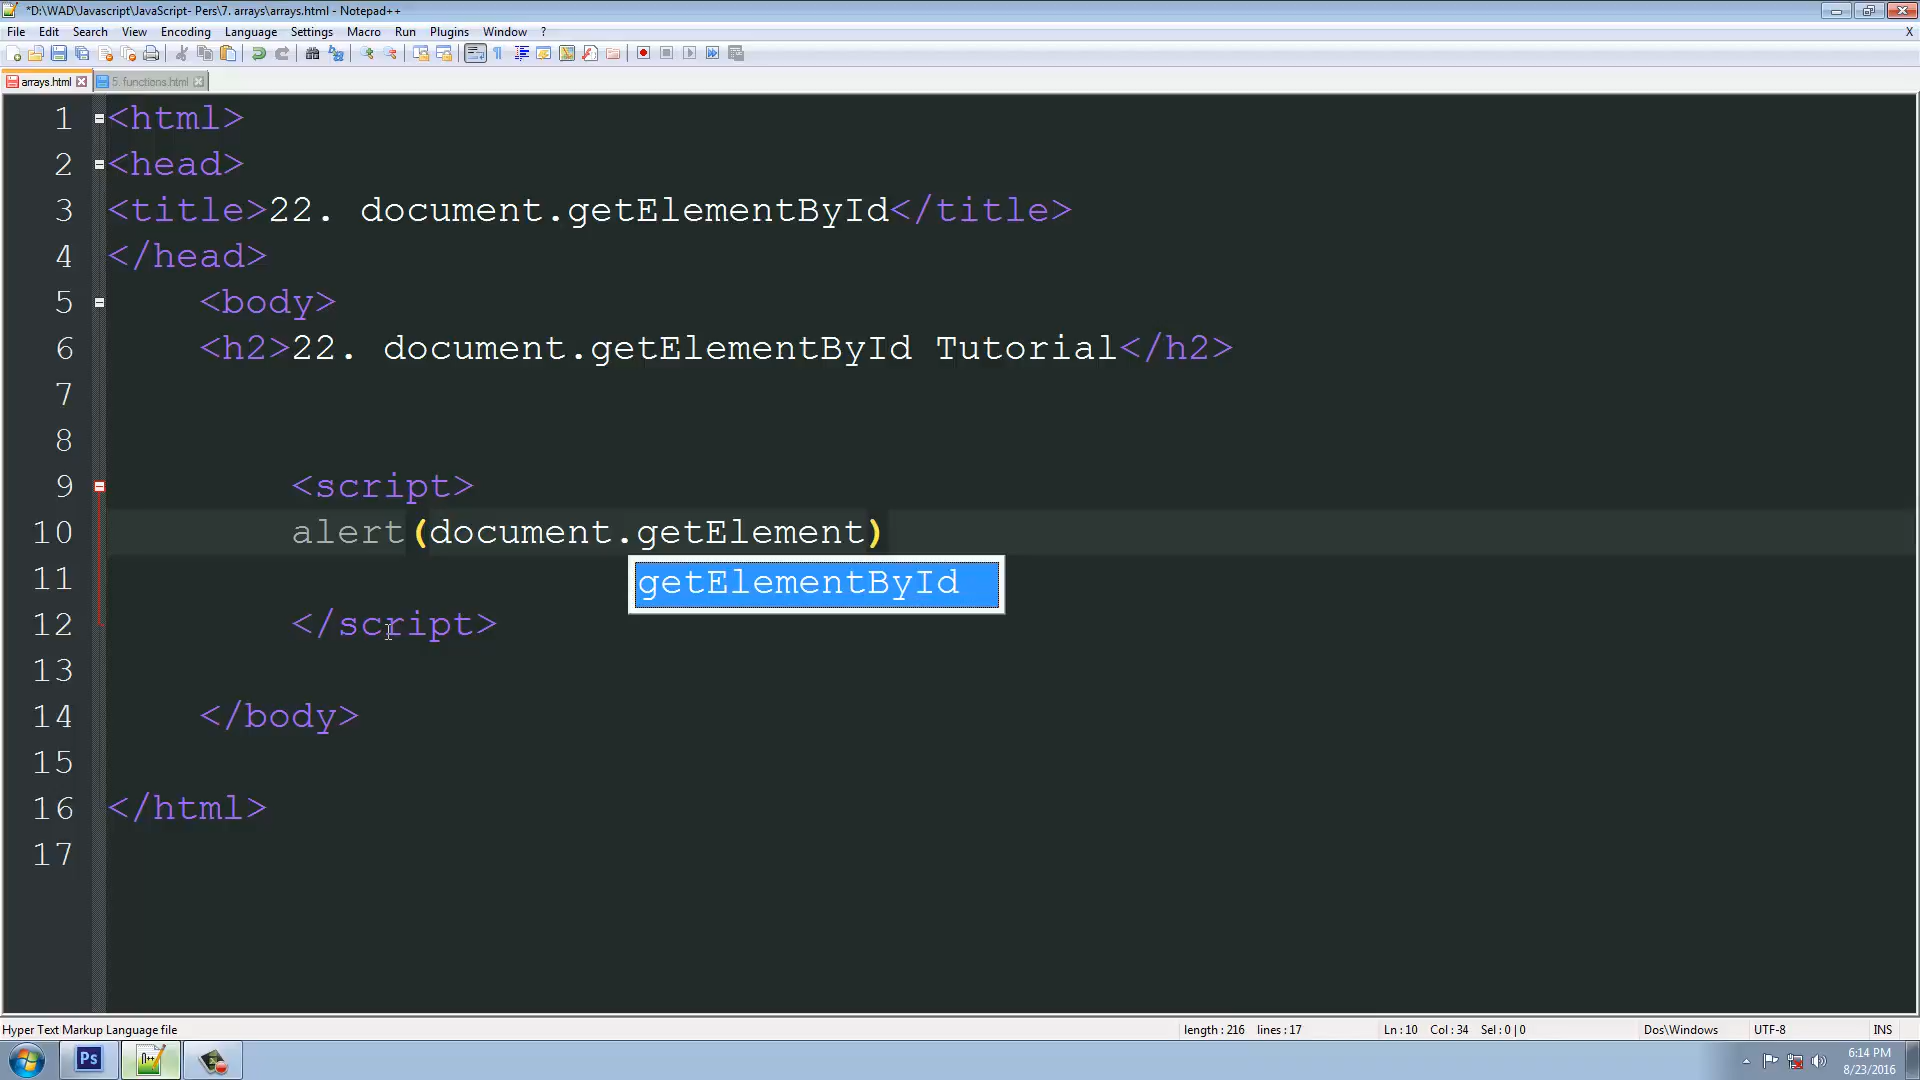 *D:\WAD\Javascript\JavaScript- Pers\7. arrays\arrays.html - Notepad++
File Edit Search View Encoding Language Settings Macro Run Plugins Window ? X
arrays.html 5. functions.html
1 <html>
2 <head>
3 <title>22. document.getElementById</title>
4 </head>
5 <body>
6 <h2>22. document.getElementById Tutorial</h2>
7
8
9 <script>
10 alert(document.getElement)
11 getElementById
12 </script>
13
14 </body>
15
16 </html>
17
Hyper Text Markup Language file length : 216 lines : 17 Ln : 10 Col : 34 Sel : 0 | 0 Dos\Windows UTF-8 INS
Ps 6:14 PM
8/23/2016